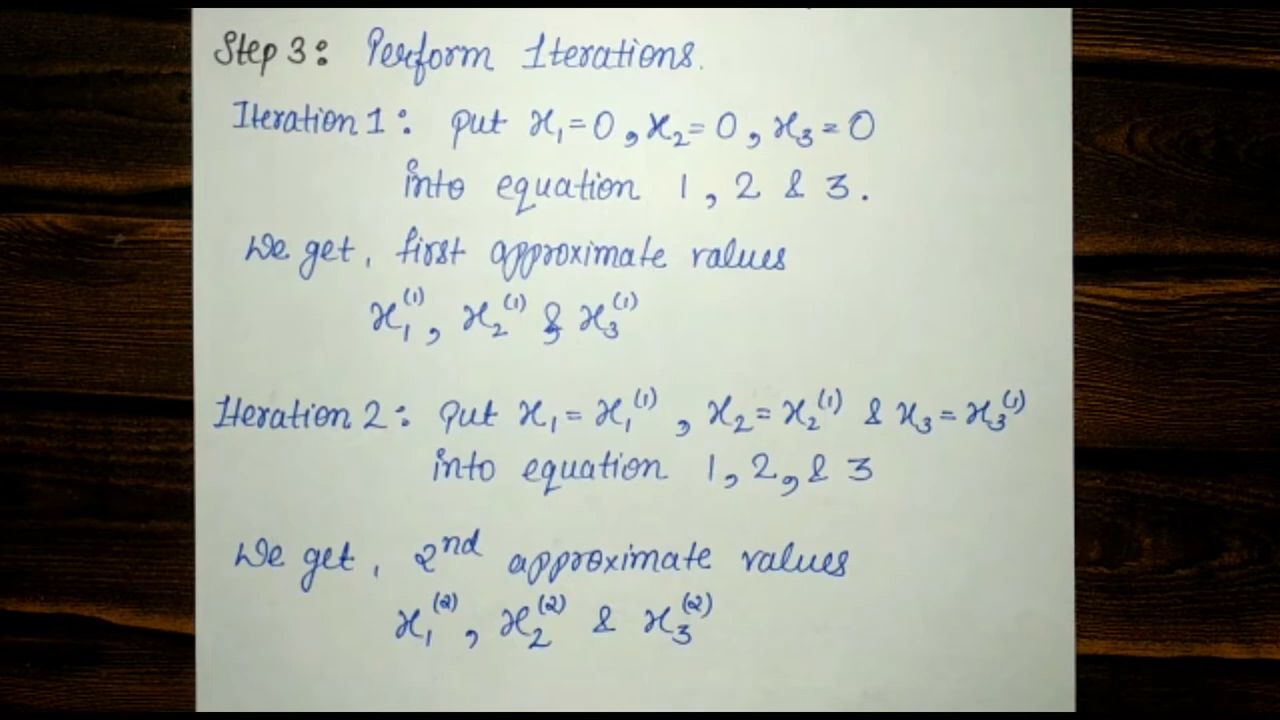 Step 3: Perform Iterations.
Iteration 1: put x₁=0, x₂=0, x₃=0
into equation 1, 2 & 3.
We get, first approximate values
x₁⁽¹⁾, x₂⁽¹⁾ & x₃⁽¹⁾
Iteration 2: put x₁=x₁⁽¹⁾, x₂=x₂⁽¹⁾ & x₃=x₃⁽¹⁾
into equation 1, 2, & 3
We get, 2nd approximate values
x₁⁽²⁾, x₂⁽²⁾ & x₃⁽²⁾